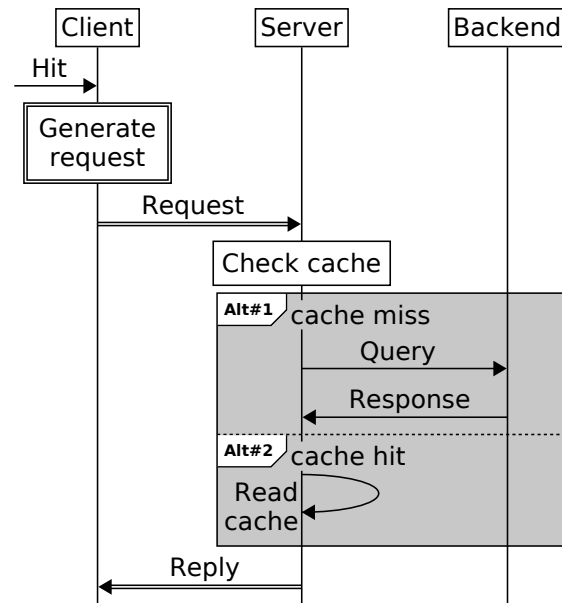 Client Server Backend
Hit
Generate
request
Request
Check cache
Alt#1 cache miss
Query
Response
Alt#2 cache hit
Read
cache
Reply